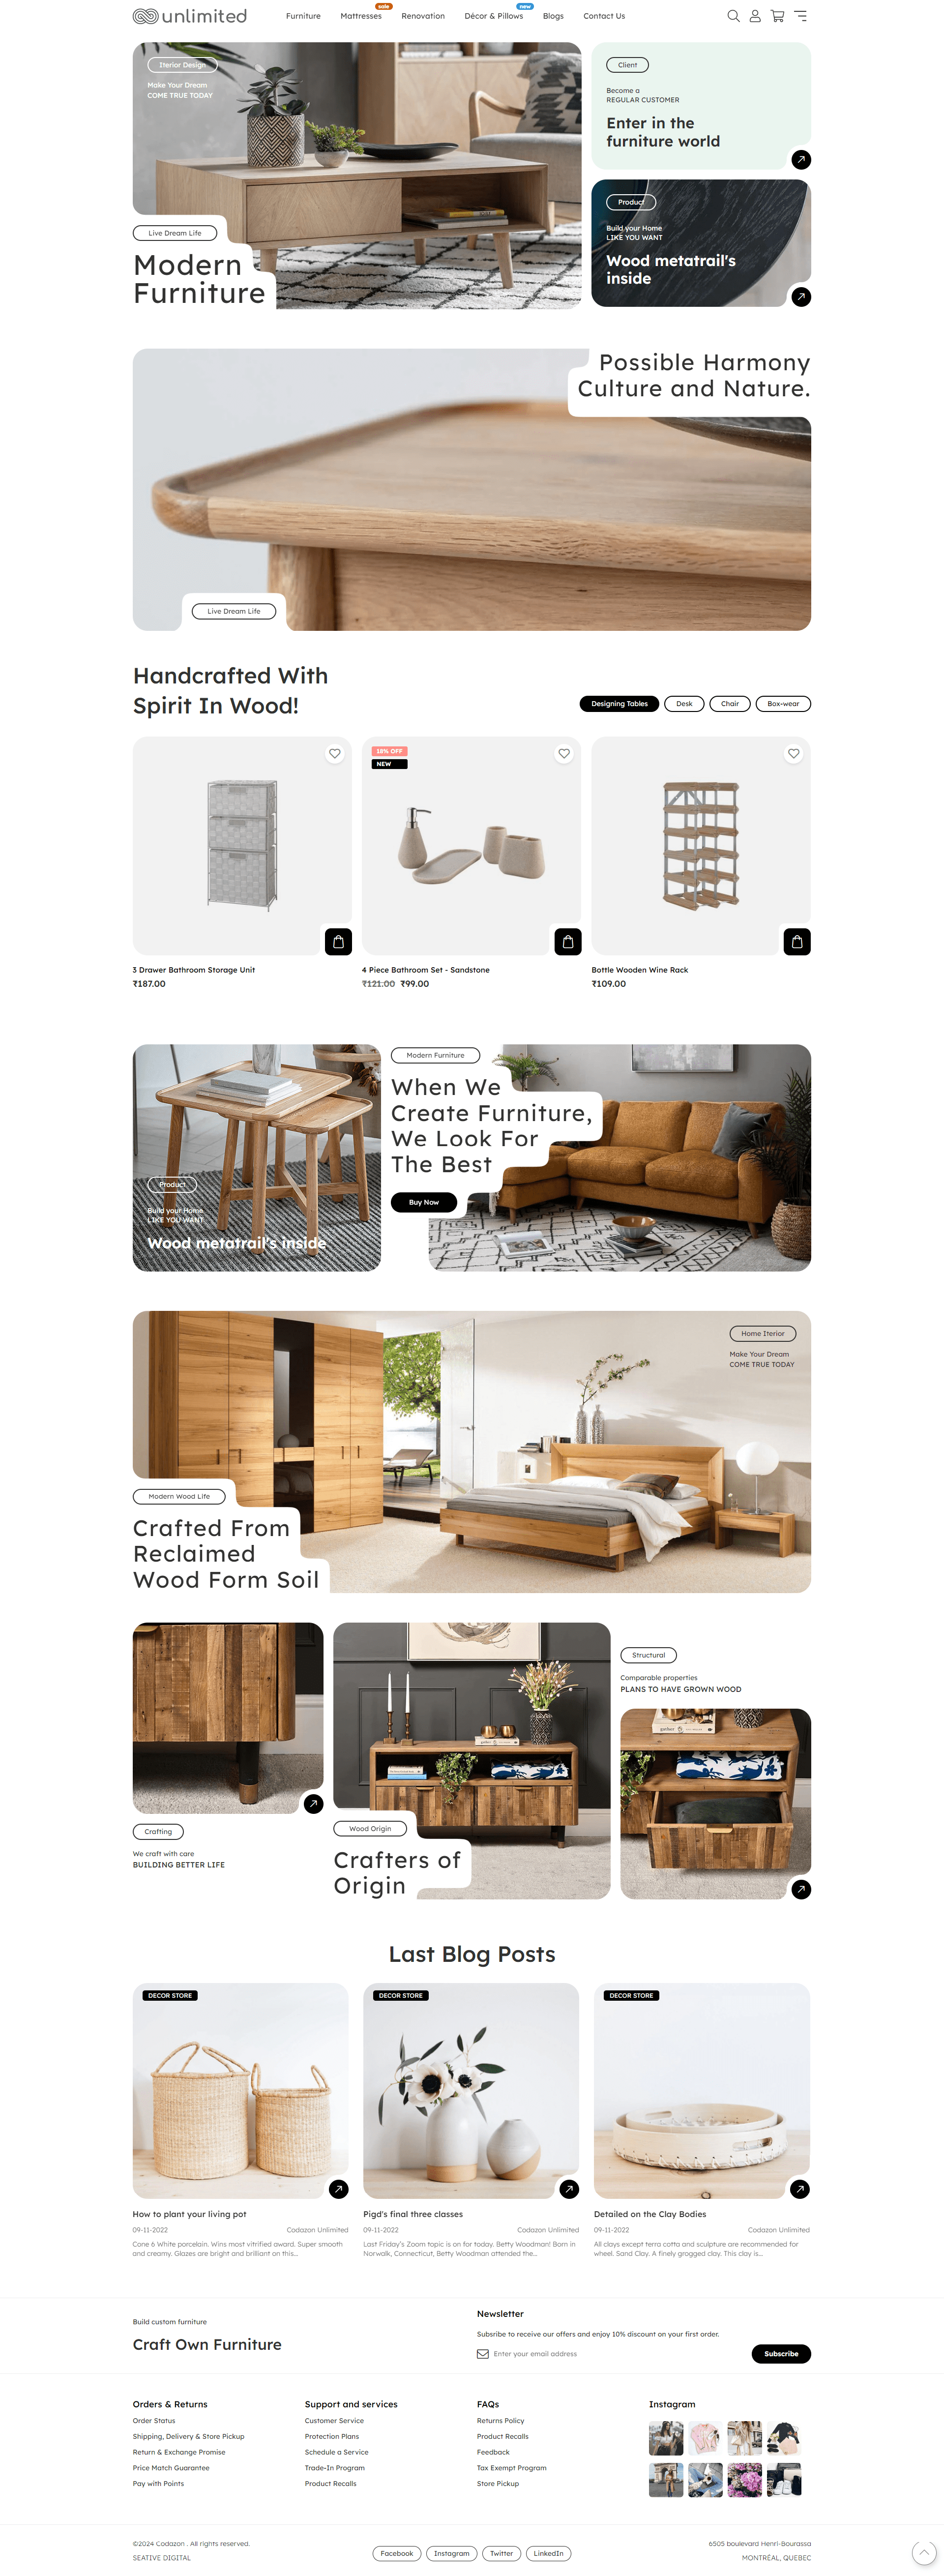 unlimited
Furniture
Mattresses
sale
Renovation
Décor & Pillows
new
Blogs
Contact Us
Iterior Design
Make Your Dream
COME TRUE TODAY
Live Dream Life
Modern
Furniture
Client
Become a
REGULAR CUSTOMER
Enter in the
furniture world
Product
Build your Home
LIKE YOU WANT
Wood metatrail's
inside
Possible Harmony
Culture and Nature.
Live Dream Life
Handcrafted With
Spirit In Wood!
Designing Tables
Desk
Chair
Box-wear
18% OFF
NEW
3 Drawer Bathroom Storage Unit
₹187.00
4 Piece Bathroom Set - Sandstone
₹121.00 ₹99.00
Bottle Wooden Wine Rack
₹109.00
Product
Build your Home
LIKE YOU WANT
Wood metatrail's inside
Modern Furniture
When We
Create Furniture,
We Look For
The Best
Buy Now
Home Iterior
Make Your Dream
COME TRUE TODAY
Modern Wood Life
Crafted From
Reclaimed
Wood Form Soil
Crafting
We craft with care
BUILDING BETTER LIFE
Wood Origin
Crafters of
Origin
Structural
Comparable properties
PLANS TO HAVE GROWN WOOD
Last Blog Posts
DECOR STORE
How to plant your living pot
09-11-2022 Codazon Unlimited
Cone 6 White porcelain. Wins most vitrified award. Super smooth
and creamy. Glazes are bright and brilliant on this...
DECOR STORE
Pigd's final three classes
09-11-2022 Codazon Unlimited
Last Friday's Zoom topic is on for today. Betty Woodman! Born in
Norwalk, Connecticut, Betty Woodman attended the...
DECOR STORE
Detailed on the Clay Bodies
09-11-2022 Codazon Unlimited
All clays except terra cotta and sculpture are recommended for
wheel. Sand Clay. A finely grogged clay. This clay is...
Build custom furniture
Craft Own Furniture
Newsletter
Subsribe to receive our offers and enjoy 10% discount on your first order.
Enter your email address
Subscribe
Orders & Returns
Order Status
Shipping, Delivery & Store Pickup
Return & Exchange Promise
Price Match Guarantee
Pay with Points
Support and services
Customer Service
Protection Plans
Schedule a Service
Trade-In Program
Product Recalls
FAQs
Returns Policy
Product Recalls
Feedback
Tax Exempt Program
Store Pickup
Instagram
©2024 Codazon . All rights reserved.
SEATIVE DIGITAL
Facebook
Instagram
Twitter
LinkedIn
6505 boulevard Henri-Bourassa
MONTRÉAL, QUEBEC